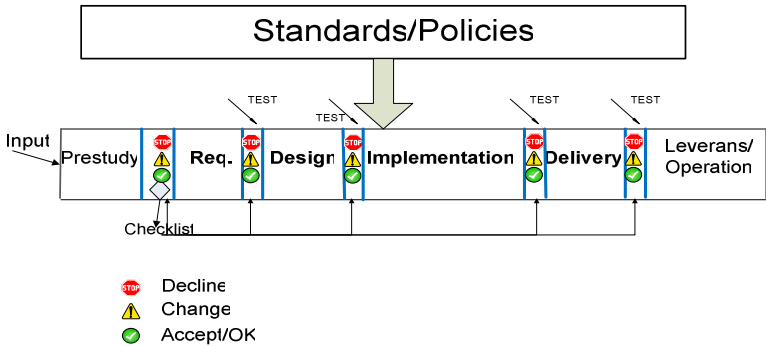 Standards/Policies
TEST
TEST
TEST
TEST
Input
Prestudy
STOP
Req.
STOP
Design
STOP
Implementation
STOP
Delivery
STOP
Leverans/
Operation
Checklist
STOP
Decline
Change
Accept/OK